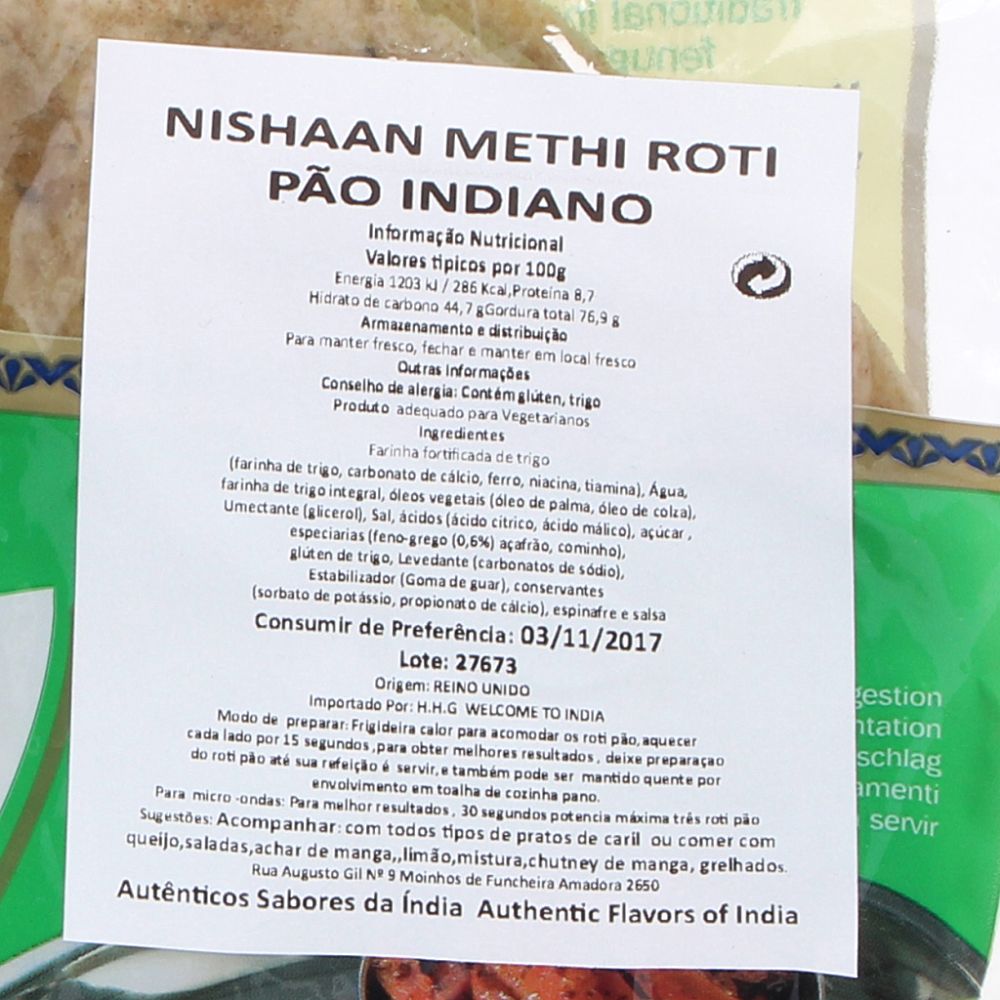 fenu
NISHAAN METHI ROTI
PÃO INDIANO
Informação Nutricional
Valores tipicos por 100g
Energia 1203 kJ / 286 Kcal,Proteína 8,7
Hidrato de carbono 44,7 gGordura total 76,9 g
Armazenamento e distribuição
Para manter fresco, fechar e manter em local fresco
Outras Informações
Conselho de alergia: Contém glúten, trigo
Produto adequado para Vegetarianos
Ingredientes
Farinha fortificada de trigo
(farinha de trigo, carbonato de cálcio, ferro, niacina, tiamina), Água,
farinha de trigo integral, óleos vegetais (óleo de palma, óleo de colza),
Umectante (glicerol), Sal, ácidos (ácido cítrico, ácido málico), açúcar,
especiarias (feno-grego (0,6%) açafrão, cominho),
glúten de trigo, Levedante (carbonatos de sódio),
Estabilizador (Goma de guar), conservantes
(sorbato de potássio, propionato de cálcio), espinafre e salsa
Consumir de Preferência: 03/11/2017
Lote: 27673
Origem: REINO UNIDO
Importado Por: H.H.G WELCOME TO INDIA
Modo de preparar: Frigideira calor para acomodar os roti pão, aquecer
cada lado por 15 segundos ,para obter melhores resultados , deixe preparaçao
do roti pão até sua refeição é servir, e também pode ser mantido quente por
envolvimento em toalha de cozinha pano.
Para micro -ondas: Para melhor resultados , 30 segundos potencia máxima três roti pão
Sugestões: Acompanhar: com todos tipos de pratos de caril ou comer com
queijo,saladas,achar de manga,,limão,mistura,chutney de manga, grelhados.
Rua Augusto Gil Nº 9 Moinhos de Funcheira Amadora 2650
Autênticos Sabores da Índia Authentic Flavors of India
gestion
ntation
schlag
amenti
servir